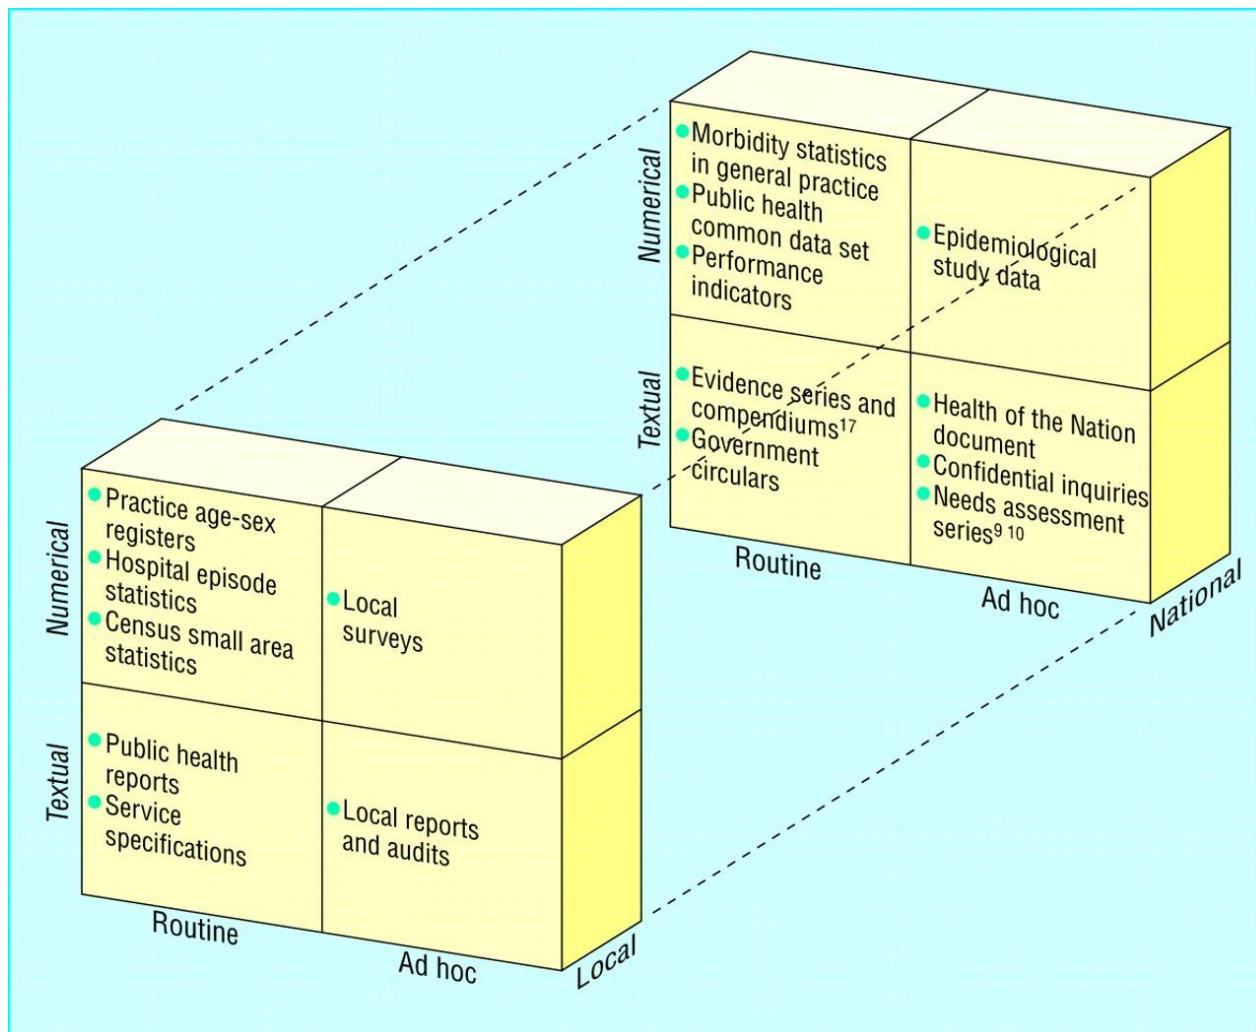 Numerical
Morbidity statistics
in general practice
Public health
common data set
Performance
indicators
Epidemiological
study data
Textual
Evidence series and
compendiums17
Government
circulars
Health of the Nation
document
Confidential inquiries
Needs assessment
series9 10
Routine
Ad hoc
National
Numerical
Practice age-sex
registers
Hospital episode
statistics
Census small area
statistics
Local
surveys
Textual
Public health
reports
Service
specifications
Local reports
and audits
Routine
Ad hoc
Local